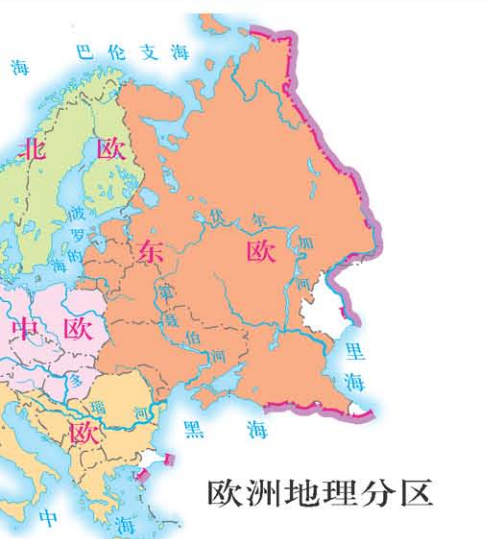 巴伦支海
海
北欧
波罗的海
伏尔加河
东欧
第聂伯河
中欧
里海
多瑙河
欧
黑海
欧洲地理分区
中
海